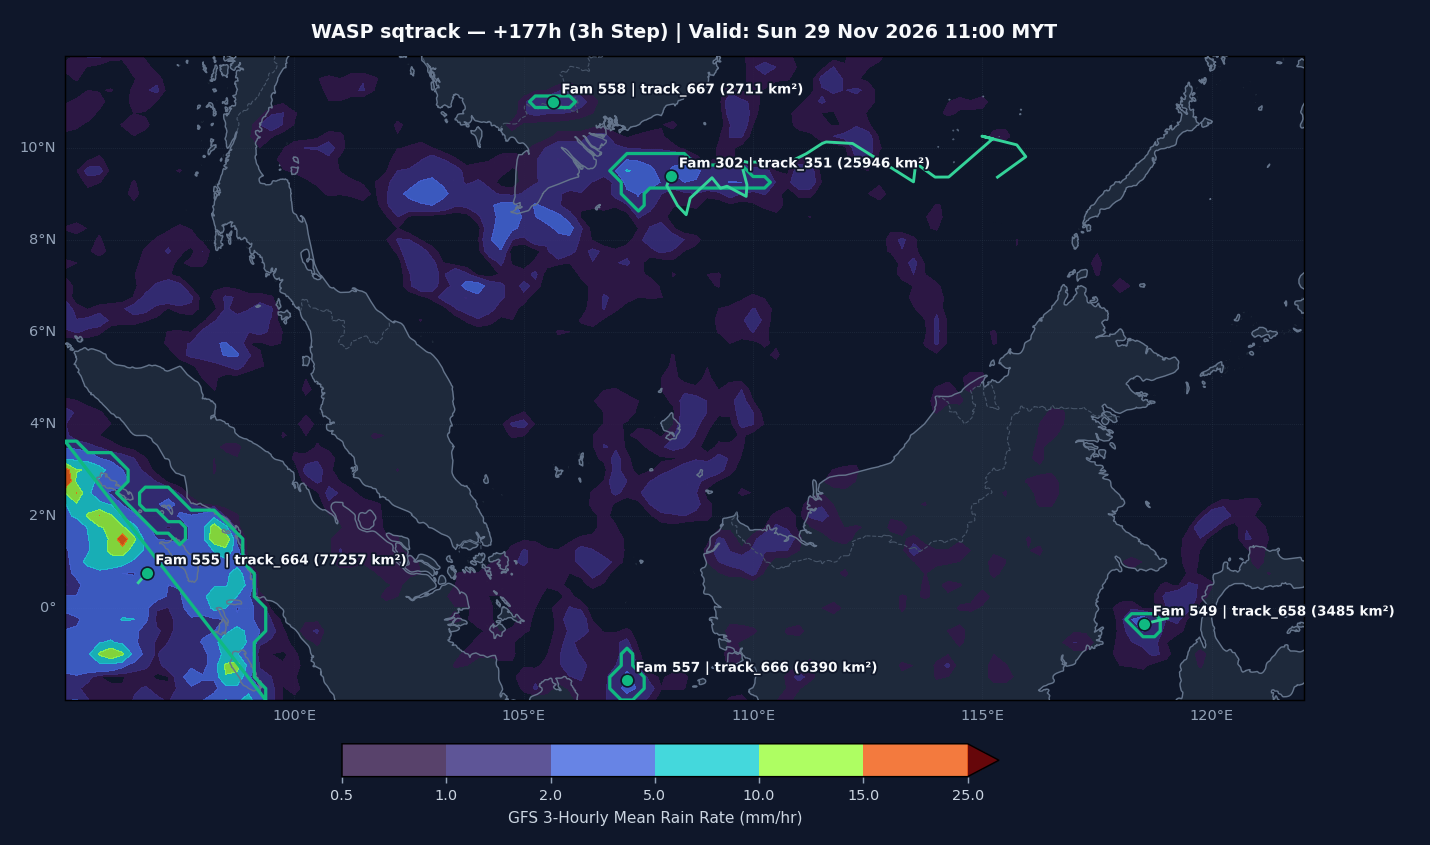 WASP sqtrack — +177h (3h Step) | Valid: Sun 29 Nov 2026 11:00 MYT
Fam 558 | track_667 (2711 km²)
10°N
Fam 302 | track_351 (25946 km²)
8°N
6°N
4°N
2°N
Fam 555 | track_664 (77257 km²)
0°
Fam 549 | track_658 (3485 km²)
Fam 557 | track_666 (6390 km²)
100°E 105°E 110°E 115°E 120°E
0.5 1.0 2.0 5.0 10.0 15.0 25.0
GFS 3-Hourly Mean Rain Rate (mm/hr)